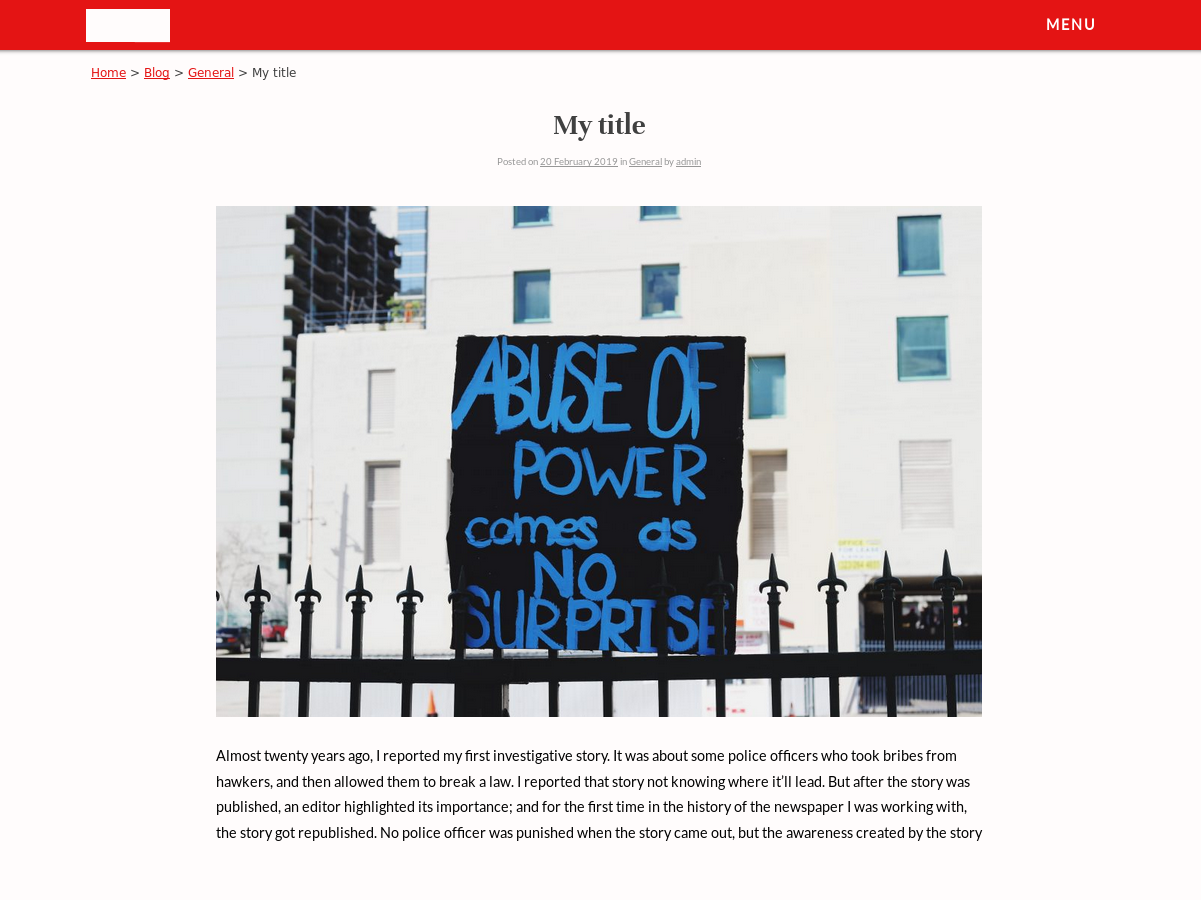 MENU
Home > Blog > General > My title
My title
Posted on 20 February 2019 in General by admin
ABUSE OF
POWER
comes as
NO
SURPRISE
OFFICE
FOR LEASE
Almost twenty years ago, I reported my first investigative story. It was about some police officers who took bribes from
hawkers, and then allowed them to break a law. I reported that story not knowing where it’ll lead. But after the story was
published, an editor highlighted its importance; and for the first time in the history of the newspaper I was working with,
the story got republished. No police officer was punished when the story came out, but the awareness created by the story